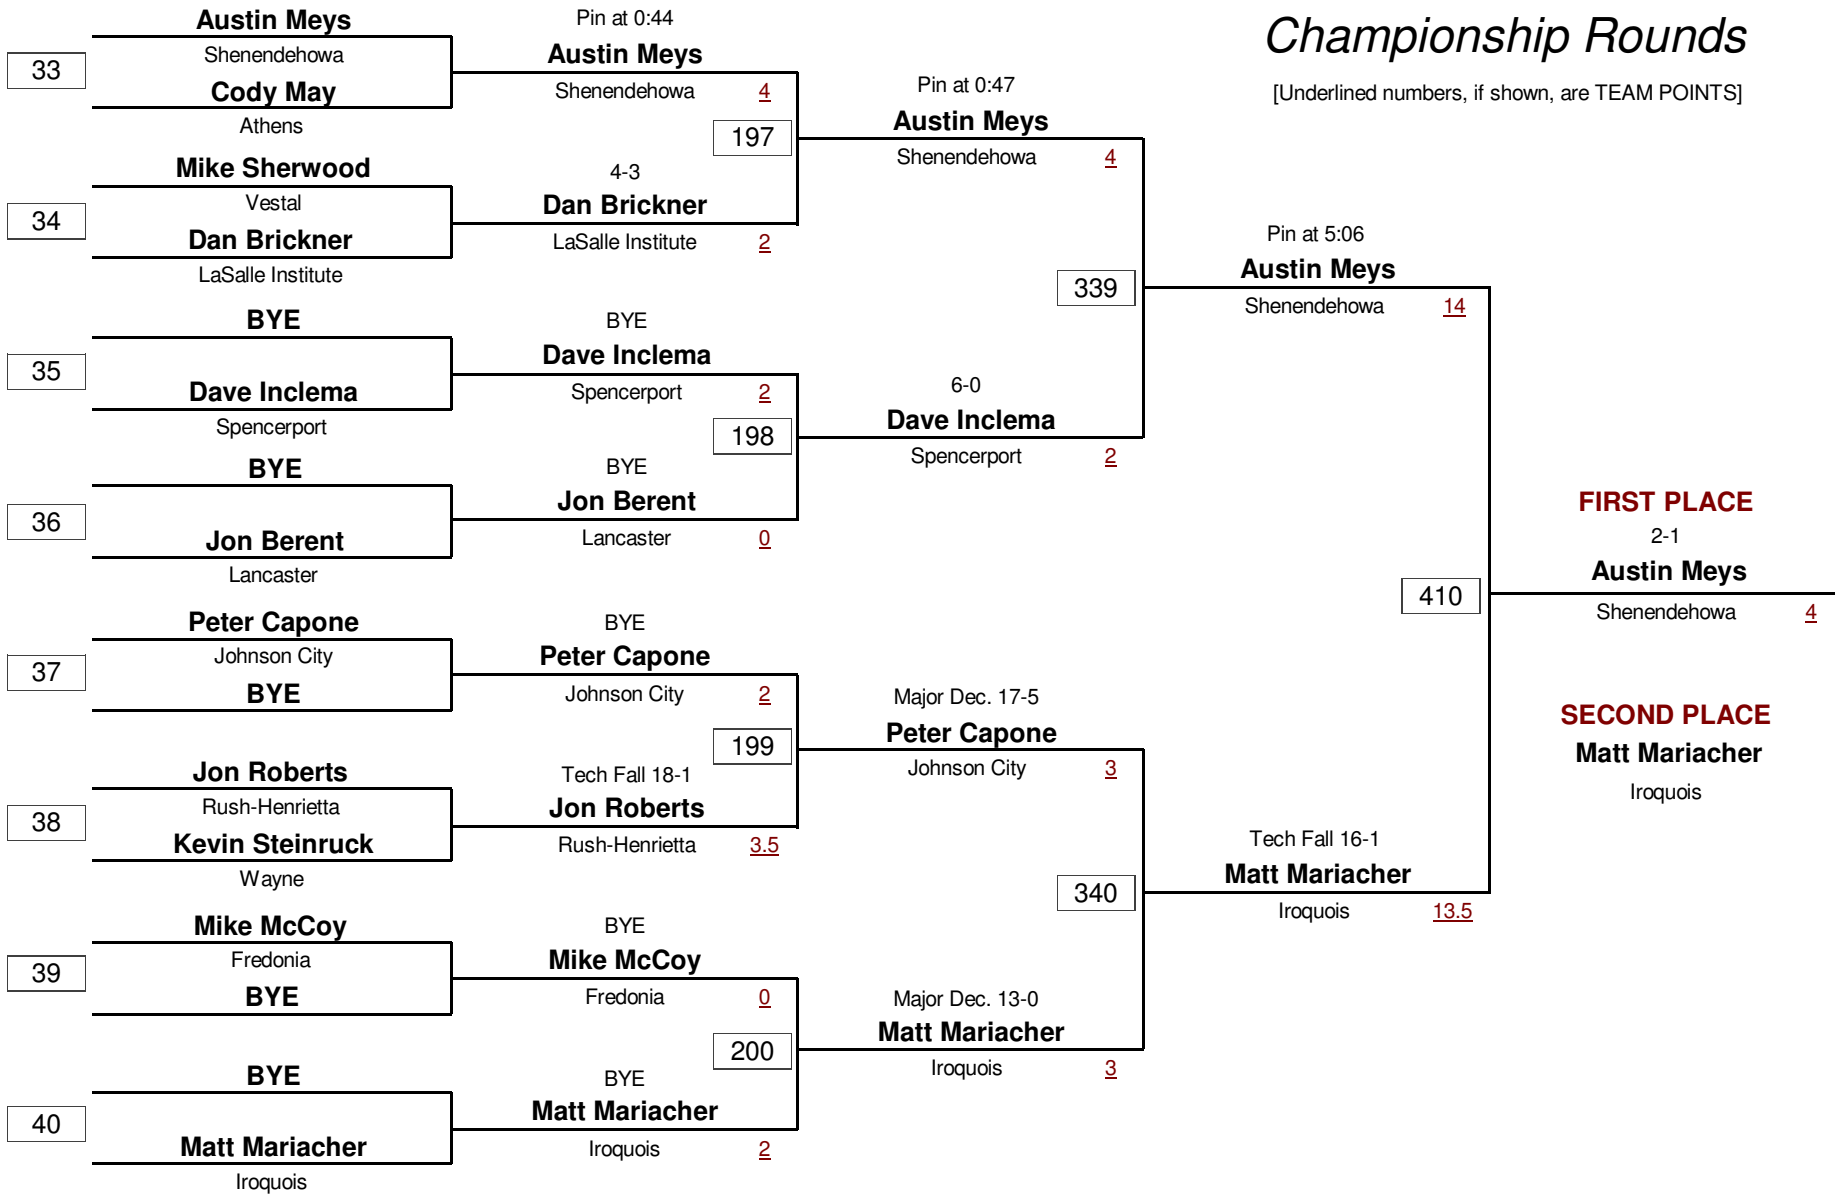 Championship Rounds
[Underlined numbers, if shown, are TEAM POINTS]
33
Austin Meys
Shenendehowa
Cody May
Athens
34
Mike Sherwood
Vestal
Dan Brickner
LaSalle Institute
35
BYE
Dave Inclema
Spencerport
36
BYE
Jon Berent
Lancaster
37
Peter Capone
Johnson City
BYE
38
Jon Roberts
Rush-Henrietta
Kevin Steinruck
Wayne
39
Mike McCoy
Fredonia
BYE
40
BYE
Matt Mariacher
Iroquois
Pin at 0:44
Austin Meys
Shenendehowa 4
197
4-3
Dan Brickner
LaSalle Institute 2
BYE
Dave Inclema
Spencerport 2
198
BYE
Jon Berent
Lancaster 0
BYE
Peter Capone
Johnson City 2
199
Tech Fall 18-1
Jon Roberts
Rush-Henrietta 3.5
BYE
Mike McCoy
Fredonia 0
200
BYE
Matt Mariacher
Iroquois 2
Pin at 0:47
Austin Meys
Shenendehowa 4
339
6-0
Dave Inclema
Spencerport 2
Major Dec. 17-5
Peter Capone
Johnson City 3
340
Major Dec. 13-0
Matt Mariacher
Iroquois 3
Pin at 5:06
Austin Meys
Shenendehowa 14
410
Tech Fall 16-1
Matt Mariacher
Iroquois 13.5
FIRST PLACE
2-1
Austin Meys
Shenendehowa 4
SECOND PLACE
Matt Mariacher
Iroquois